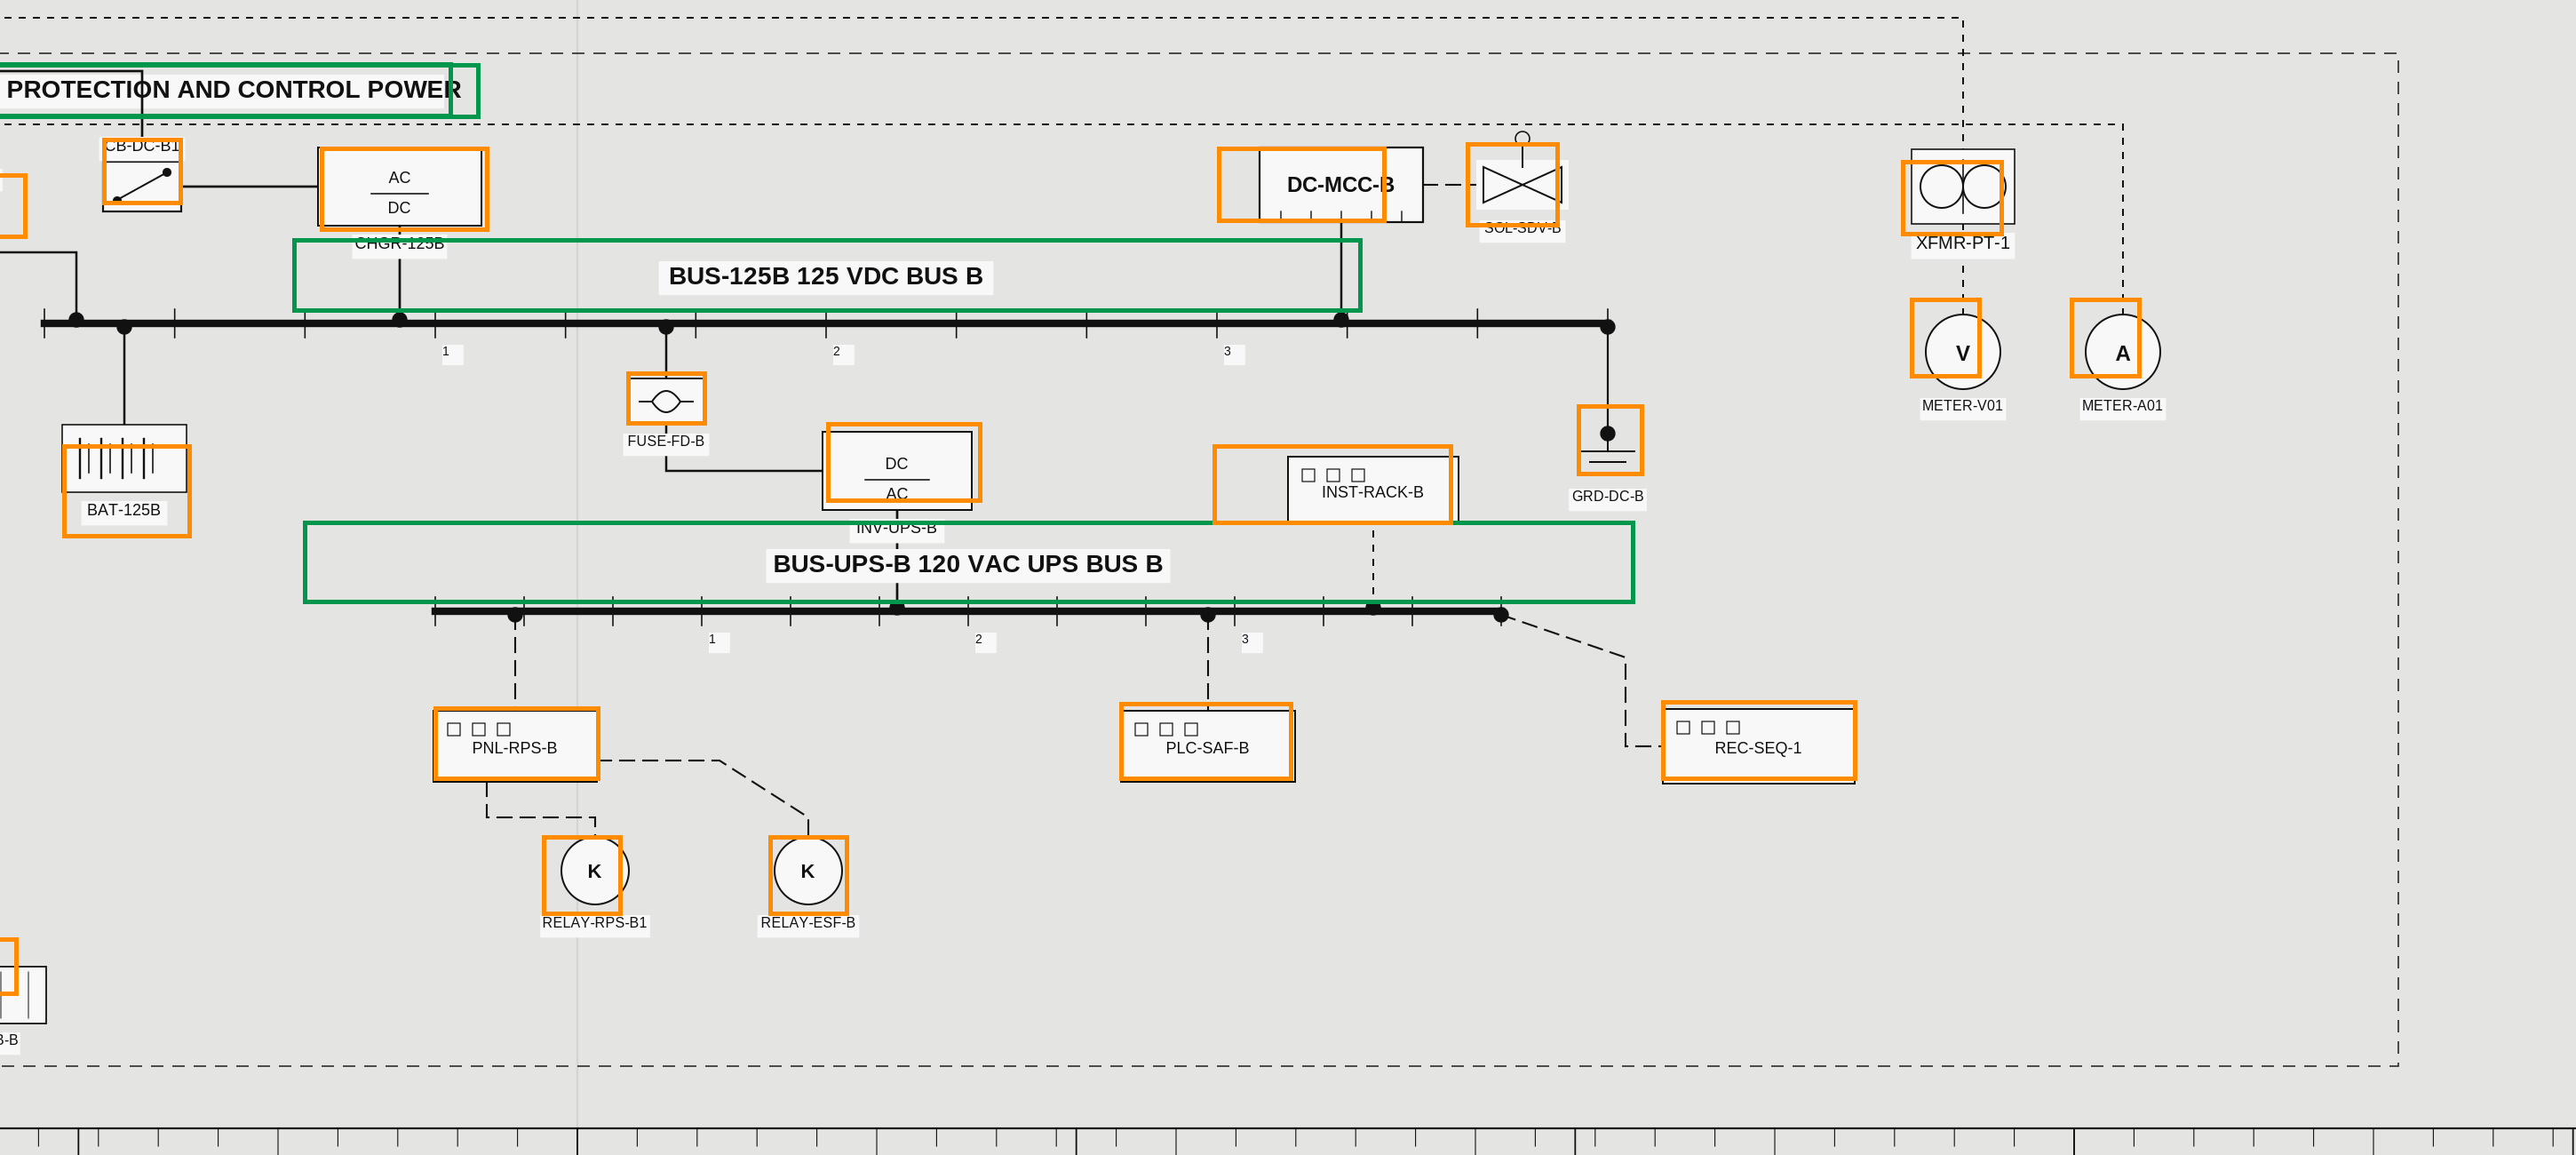 PROTECTION AND CONTROL POWER
CB-DC-B1
AC
DC
CHGR-125B
DC-MCC-B
SOL-SDV-B
XFMR-PT-1
BUS-125B 125 VDC BUS B
1
2
3
V
A
METER-V01
METER-A01
FUSE-FD-B
BAT-125B
DC
AC
INV-UPS-B
INST-RACK-B
GRD-DC-B
BUS-UPS-B 120 VAC UPS BUS B
1
2
3
PNL-RPS-B
PLC-SAF-B
REC-SEQ-1
K
K
RELAY-RPS-B1
RELAY-ESF-B